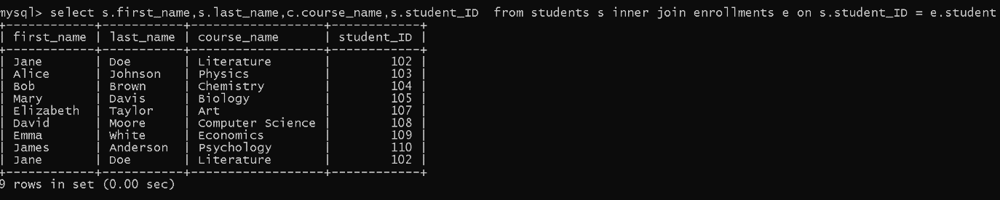 mysql> select s.first_name,s.last_name,c.course_name,s.student_ID  from students s inner join enrollments e on s.student_ID = e.student
+------------+-----------+------------------+------------+
| first_name | last_name | course_name      | student_ID |
+------------+-----------+------------------+------------+
| Jane       | Doe       | Literature       |        102 |
| Alice      | Johnson   | Physics          |        103 |
| Bob        | Brown     | Chemistry        |        104 |
| Mary       | Davis     | Biology          |        105 |
| Elizabeth  | Taylor    | Art              |        107 |
| David      | Moore     | Computer Science |        108 |
| Emma       | White     | Economics        |        109 |
| James      | Anderson  | Psychology       |        110 |
| Jane       | Doe       | Literature       |        102 |
+------------+-----------+------------------+------------+
9 rows in set (0.00 sec)